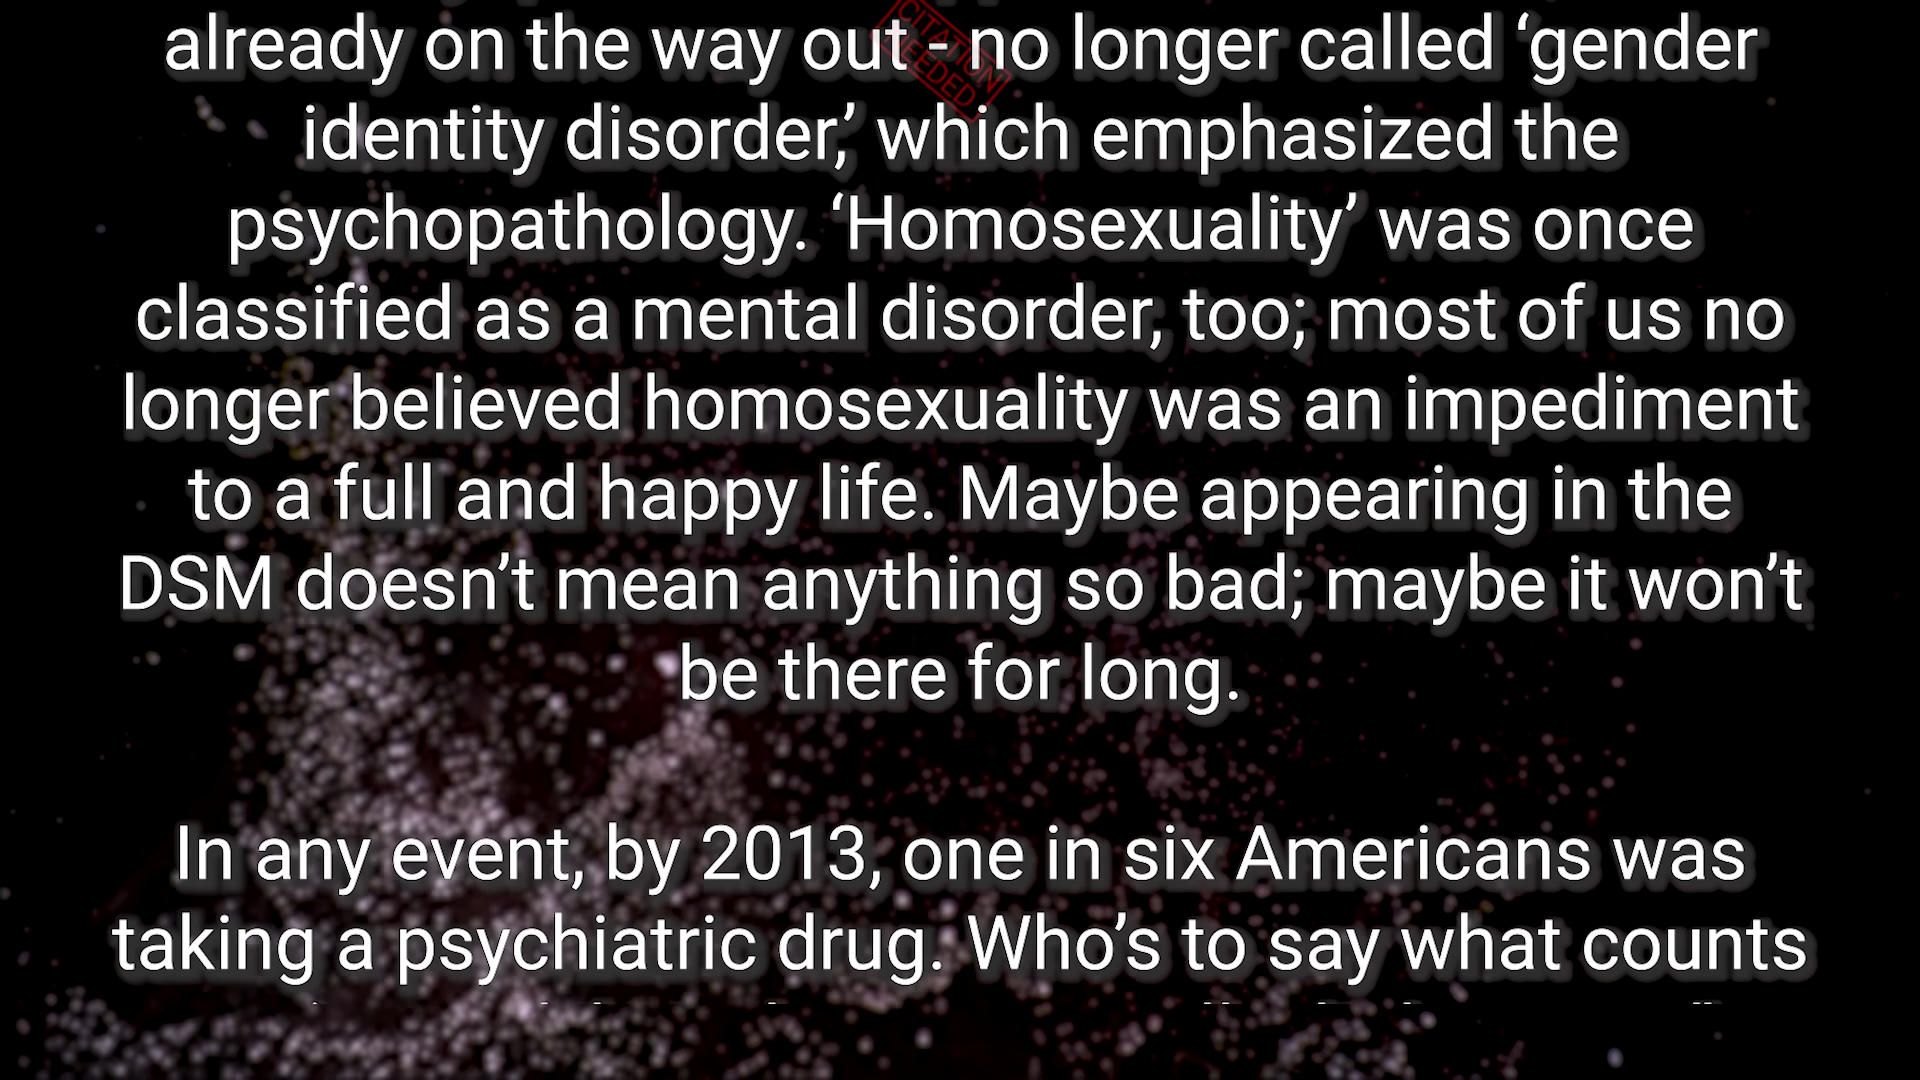 already on the way out - no longer called ‘gender
identity disorder,’ which emphasized the
psychopathology. ‘Homosexuality’ was once
classified as a mental disorder, too; most of us no
longer believed homosexuality was an impediment
to a full and happy life. Maybe appearing in the
DSM doesn’t mean anything so bad; maybe it won’t
be there for long.
In any event, by 2013, one in six Americans was
taking a psychiatric drug. Who’s to say what counts
CITATION
NEEDED